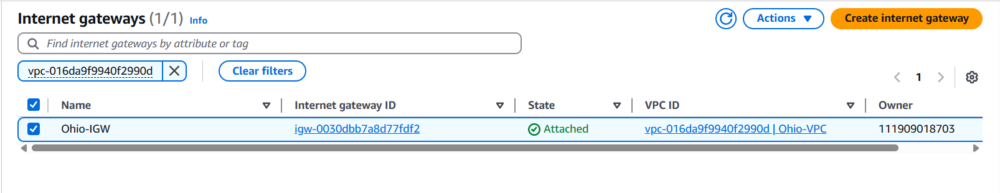 Internet gateways (1/1) Info
Actions
Create internet gateway
Find internet gateways by attribute or tag
vpc-016da9f9940f2990d
Clear filters
1
Name Internet gateway ID State VPC ID Owner
Ohio-IGW igw-0030dbb7a8d77fdf2 Attached vpc-016da9f9940f2990d | Ohio-VPC 111909018703